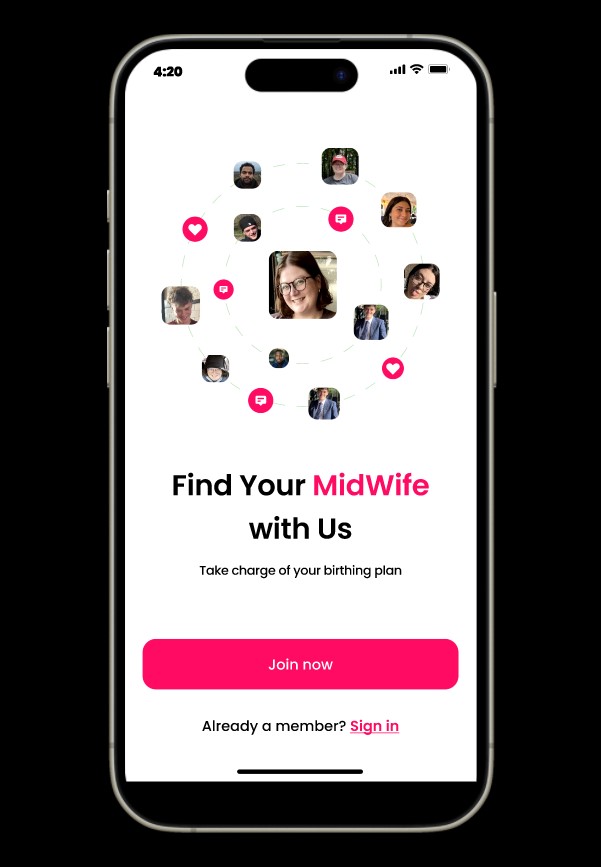 4:20
Find Your MidWife
with Us
Take charge of your birthing plan
Join now
Already a member? Sign in